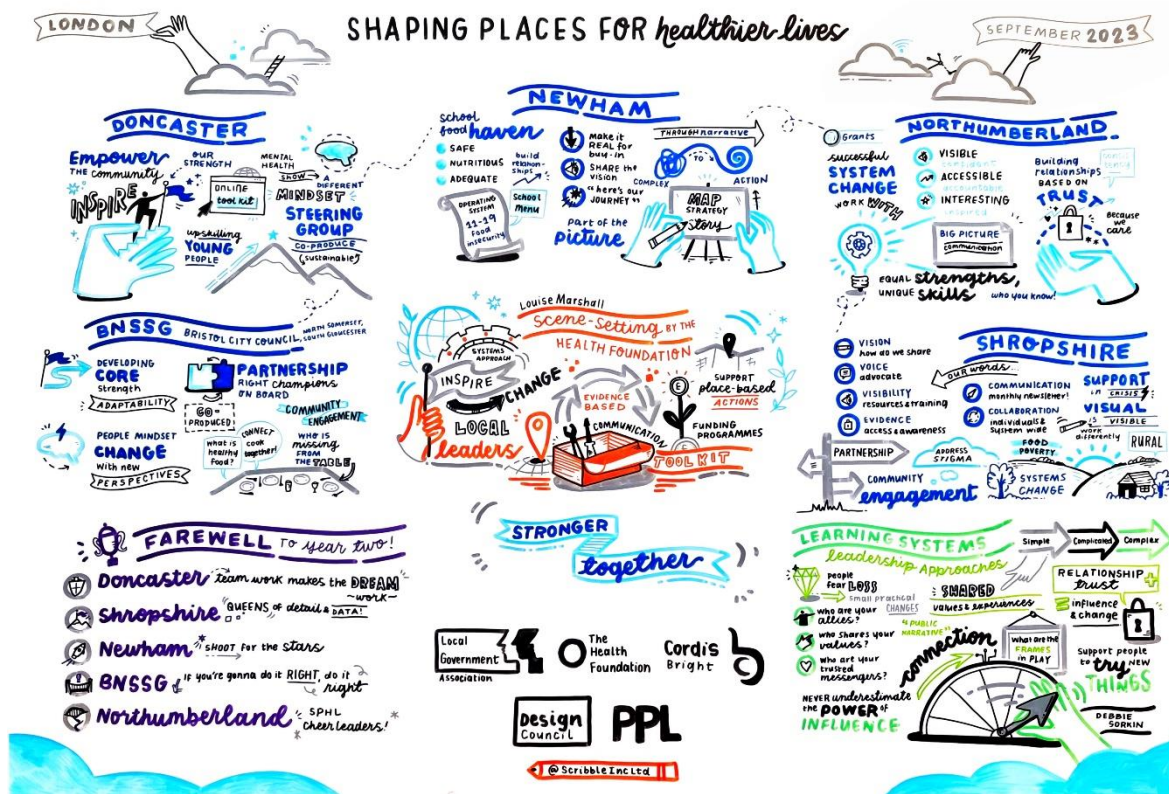 LONDON
SHAPING PLACES FOR healthier lives
SEPTEMBER 2023
DONCASTER
Empower
THE community
INSPIRE
OUR
STRENGTH
ONLINE
tool kit
upskilling
YOUNG
PEOPLE
MENTAL
HEALTH
SHOW
A
DIFFERENT
MINDSET
STEERING
GROUP
CO-PRODUCE
(sustainable)
NEWHAM
school
food haven
SAFE
NUTRITIOUS
ADEQUATE
build
relation-
ships
School
Menu
OPERATING
SYSTEM
11-19
Food
insecurity
Make it
REAL for
buy-in
SHARE the
VISION
"here's our
JOURNEY"
Part of the
picture
THROUGH narrative
COMPLEX
TO
ACTION
MAP
STRATEGY
Story
NORTHUMBERLAND
Grants
successful
SYSTEM
CHANGE
WORK WITH
VISIBLE
confident
ACCESSIBLE
accountable
INTERESTING
inspired
BIG PICTURE
communication
EQUAL strengths,
UNIQUE skills
who you know!
Building
relationships
BASED ON
TRUST
Because
we
care
BNSSG
BRISTOL CITY COUNCIL,
NORTH SOMERSET,
SOUTH GLOUCESTER
DEVELOPING
CORE
Strength
ADAPTABILITY
PARTNERSHIP
RIGHT champions
ON BOARD
CO-
PRODUCED
PEOPLE MINDSET
CHANGE
With new
PERSPECTIVES
COMMUNITY
ENGAGEMENT
what is
healthy
food?
CONNECT
cook
together!
WHO IS
missing
FROM
THE TABLE
Louise Marshall
SCENE-SETTING BY THE
HEALTH FOUNDATION
SYSTEMS
APPROACH
INSPIRE
CHANGE
LOCAL
leaders
EVIDENCE
BASED
COMMUNICATION
TOOLKIT
SUPPORT
place-based
ACTIONS
£
FUNDING
PROGRAMMES
SHROPSHIRE
VISION
how do we share
VOICE
advocate
VISIBILITY
resources & training
EVIDENCE
access & awareness
OUR words...
COMMUNICATION
monthly newsletter!
COLLABORATION
individuals &
System wide
SUPPORT
in CRISIS
VISUAL
IS VISIBLE
work
differently
PARTNERSHIP
COMMUNITY
engagement
ADDRESS
STIGMA
FOOD
POVERTY
SYSTEMS
CHANGE
RURAL
FAREWELL TO year two!
Doncaster team work makes the DREAM
~work~
Shropshire QUEENS of detail & DATA!
Newham SHOOT for the stars
BNSSG if you're gonna do it RIGHT, do it
right
Northumberland SPHL
cheerleaders!
STRONGER
together
Local
Government
Association
The
Health
Foundation
Cordis
Bright
Design
Council
PPL
@ScribbleIncLtd
LEARNING SYSTEMS
leadership Approaches
Simple
Complicated
Complex
people
fear LOSS
Small practical
CHANGES
who are your
allies?
who shares your
values?
who are your
trusted
messengers?
SHARED
values & experiences
"PUBLIC
NARRATIVE"
connection
NEVER underestimate
the POWER of
INFLUENCE
What are the
FRAMES
in PLAY
RELATIONSHIP
trust
influence
& change
Support people
to try NEW
THINGS
DEBBIE
SORKIN